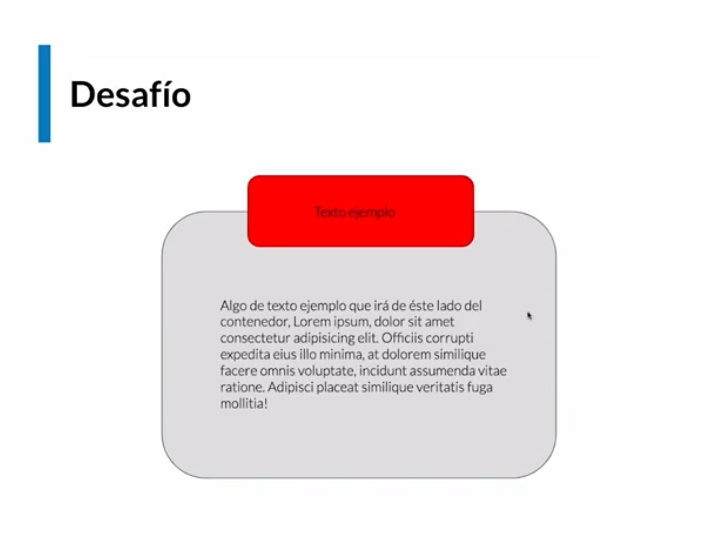 Desafío
Texto ejemplo
Algo de texto ejemplo que irá de éste lado del
contenedor, Lorem ipsum, dolor sit amet
consectetur adipisicing elit. Officiis corrupti
expedita eius illo minima, at dolorem similique
facere omnis voluptate, incidunt assumenda vitae
ratione. Adipisci placeat similique veritatis fuga
mollitia!